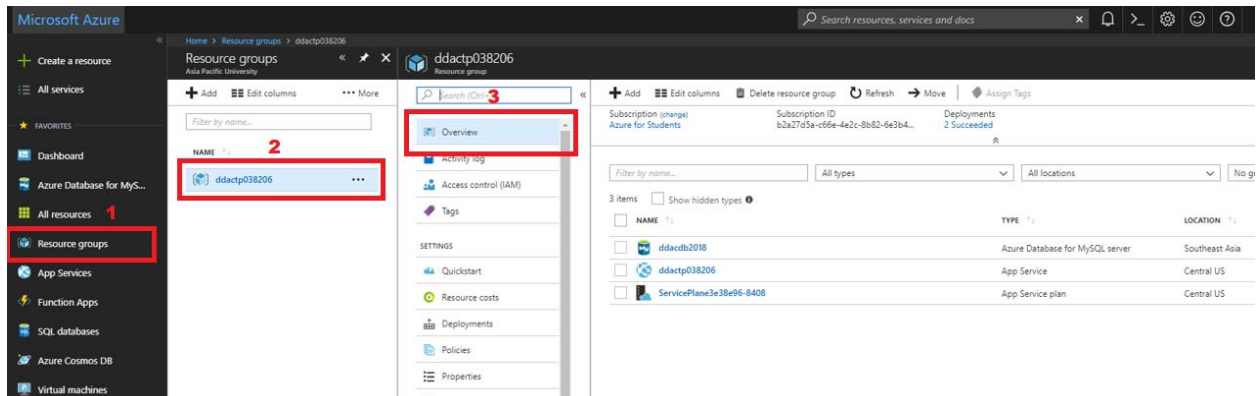 Microsoft Azure
Search resources, services and docs
Home > Resource groups > ddactp038206
Create a resource
All services
FAVORITES
Dashboard
Azure Database for MyS...
All resources 1
Resource groups
App Services
Function Apps
SQL databases
Azure Cosmos DB
Virtual machines
Resource groups
Asia Pacific University
Add Edit columns ••• More
Filter by name...
NAME 2
ddactp038206 •••
ddactp038206
Resource group
Search (Ctrl+ 3
Overview
Activity log
Access control (IAM)
Tags
SETTINGS
Quickstart
Resource costs
Deployments
Policies
Properties
Add Edit columns Delete resource group Refresh Move Assign Tags
Subscription (change) Subscription ID Deployments
Azure for Students b2a27d5a-c66e-4e2c-8b82-6e3b4... 2 Succeeded
Filter by name... All types All locations No g
3 items Show hidden types
NAME TYPE LOCATION
ddacdb2018 Azure Database for MySQL server Southeast Asia
ddactp038206 App Service Central US
ServicePlane3e38e96-8408 App Service plan Central US